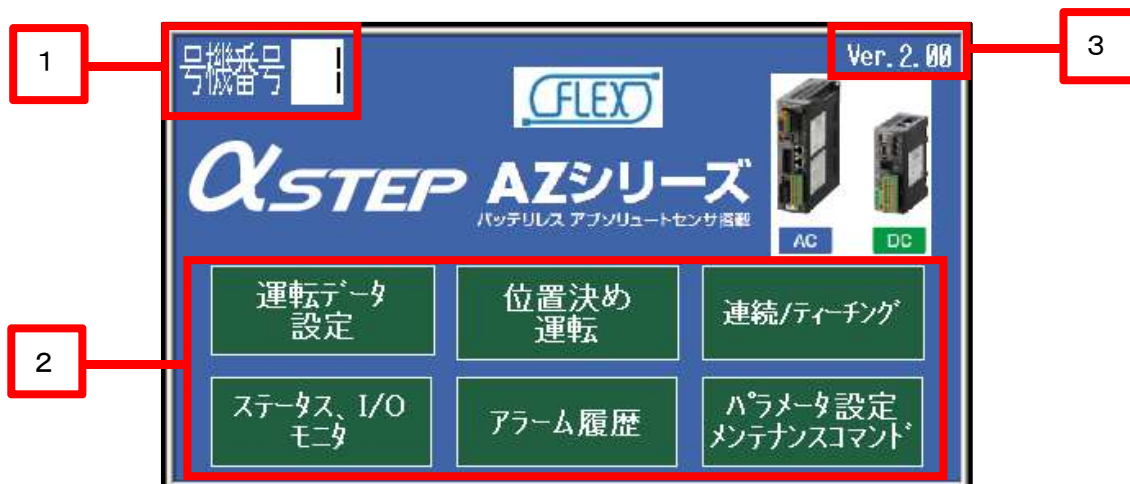 1
号機番号 1
Ver.2.00
3
FLEX
αSTEP AZシリーズ
バッテリレス アブソリュートセンサ搭載
AC DC
2
運転データ
設定
位置決め
運転
連続/ティーチング
ステータス、I/O
モニタ
アラーム履歴
パラメータ設定
メンテナンスコマンド